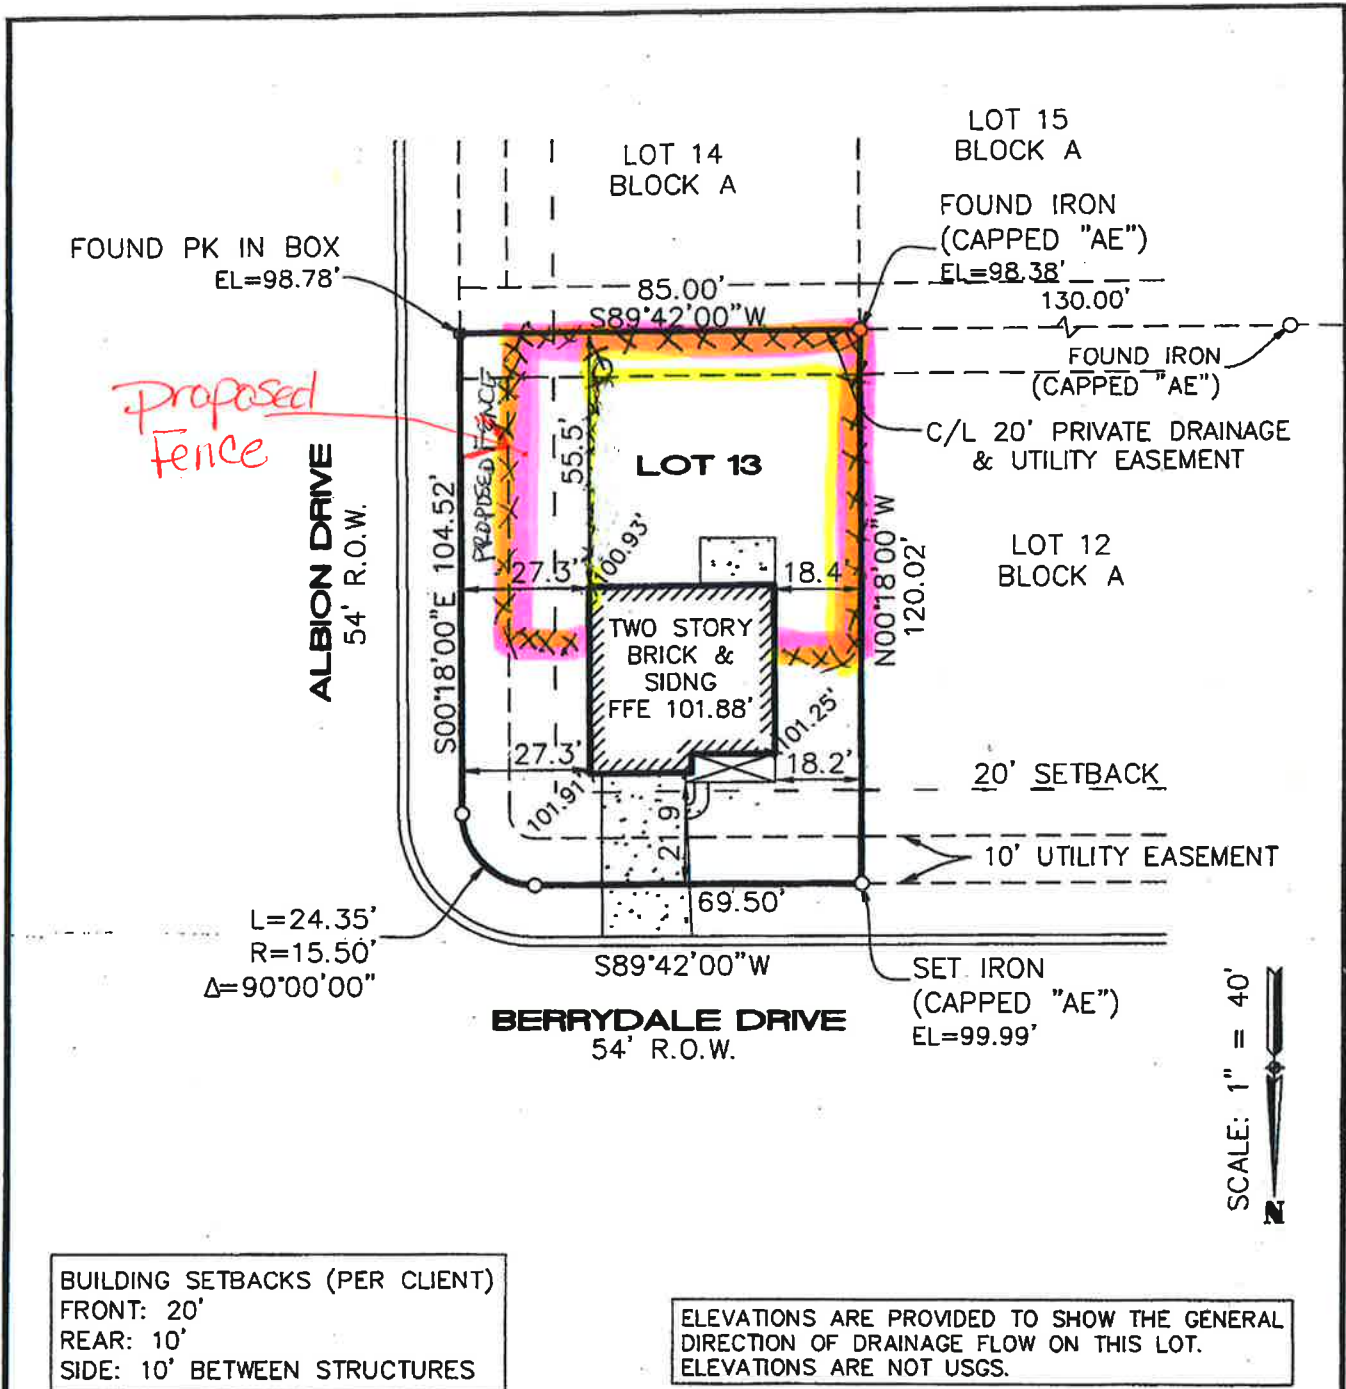 LOT 14
BLOCK A
LOT 15
BLOCK A
FOUND IRON
(CAPPED "AE")
EL=98.38'
FOUND PK IN BOX
EL=98.78'
85.00'
S89°42'00"W
130.00'
FOUND IRON
(CAPPED "AE")
proposed
Fence
PROPOSED FENCE
55.5'
LOT 13
C/L 20' PRIVATE DRAINAGE
& UTILITY EASEMENT
ALBION DRIVE
54' R.O.W.
S00°18'00"E 104.52'
N00°18'00"W
120.02'
LOT 12
BLOCK A
27.3'
100.93'
18.4'
TWO STORY
BRICK &
SIDNG
FFE 101.88'
101.25'
27.3'
101.91'
18.2'
20' SETBACK
21.9
10' UTILITY EASEMENT
69.50'
L=24.35'
R=15.50'
Δ=90°00'00"
S89°42'00"W
SET IRON
(CAPPED "AE")
EL=99.99'
BERRYDALE DRIVE
54' R.O.W.
SCALE: 1" = 40'
N
BUILDING SETBACKS (PER CLIENT)
FRONT: 20'
REAR: 10'
SIDE: 10' BETWEEN STRUCTURES
ELEVATIONS ARE PROVIDED TO SHOW THE GENERAL
DIRECTION OF DRAINAGE FLOW ON THIS LOT.
ELEVATIONS ARE NOT USGS.